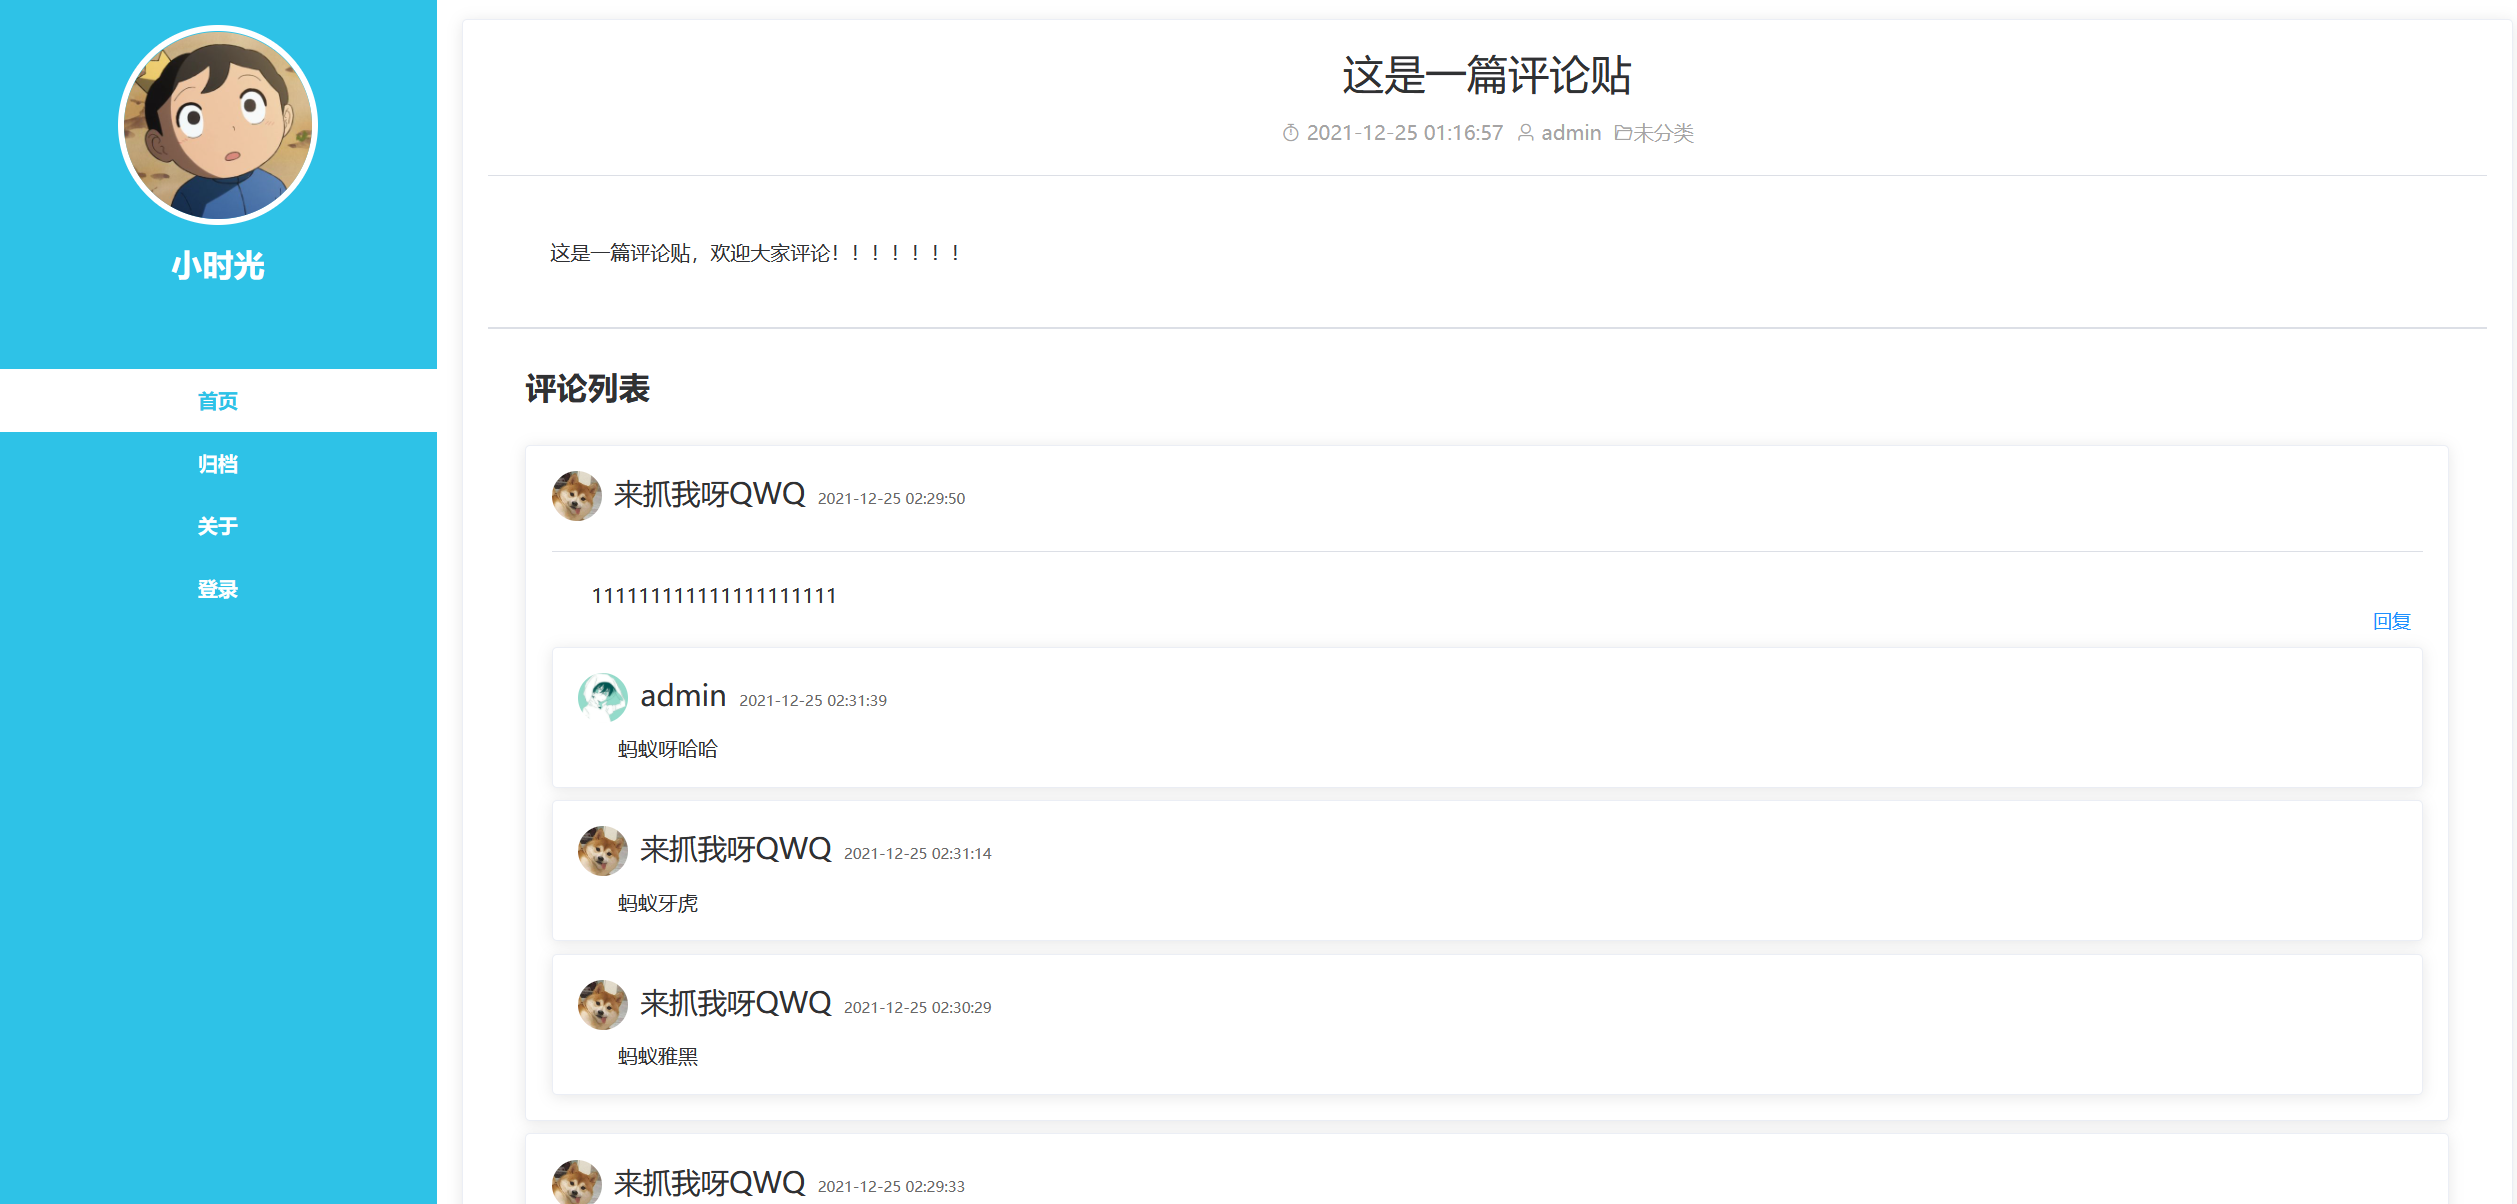 小时光
首页
归档
关于
登录
这是一篇评论贴
2021-12-25 01:16:57 admin 未分类
这是一篇评论贴，欢迎大家评论！！！！！！！
评论列表
来抓我呀QWQ 2021-12-25 02:29:50
111111111111111111111
回复
admin 2021-12-25 02:31:39
蚂蚁呀哈哈
来抓我呀QWQ 2021-12-25 02:31:14
蚂蚁牙虎
来抓我呀QWQ 2021-12-25 02:30:29
蚂蚁雅黑
来抓我呀QWQ 2021-12-25 02:29:33